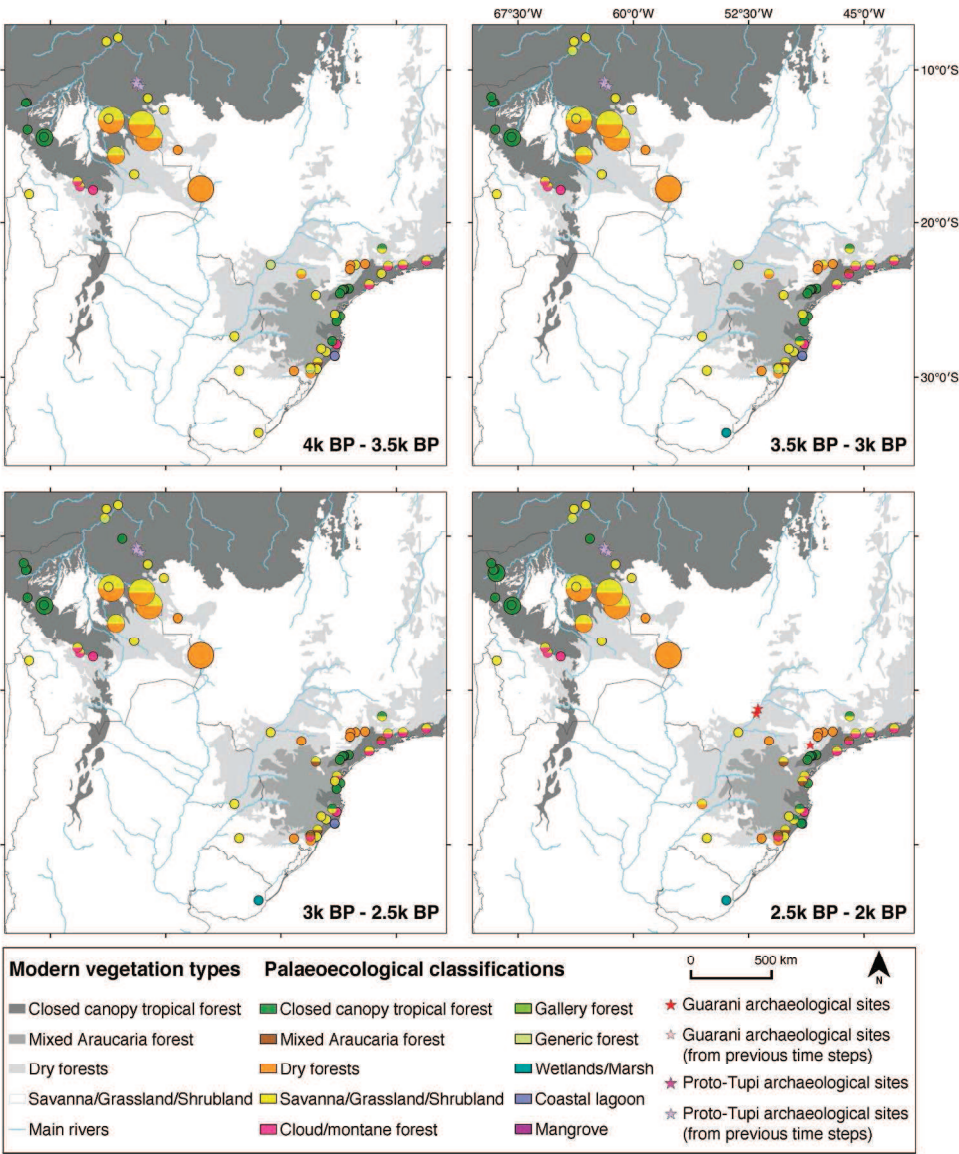 67°30'W 60°0'W 52°30'W 45°0'W
10°0'S
20°0'S
30°0'S
4k BP - 3.5k BP
3.5k BP - 3k BP
3k BP - 2.5k BP
2.5k BP - 2k BP
Modern vegetation types
Closed canopy tropical forest
Mixed Araucaria forest
Dry forests
Savanna/Grassland/Shrubland
Main rivers
Palaeoecological classifications
Closed canopy tropical forest
Mixed Araucaria forest
Dry forests
Savanna/Grassland/Shrubland
Cloud/montane forest
Gallery forest
Generic forest
Wetlands/Marsh
Coastal lagoon
Mangrove
0 500 km
N
Guarani archaeological sites
Guarani archaeological sites
(from previous time steps)
Proto-Tupi archaeological sites
Proto-Tupi archaeological sites
(from previous time steps)